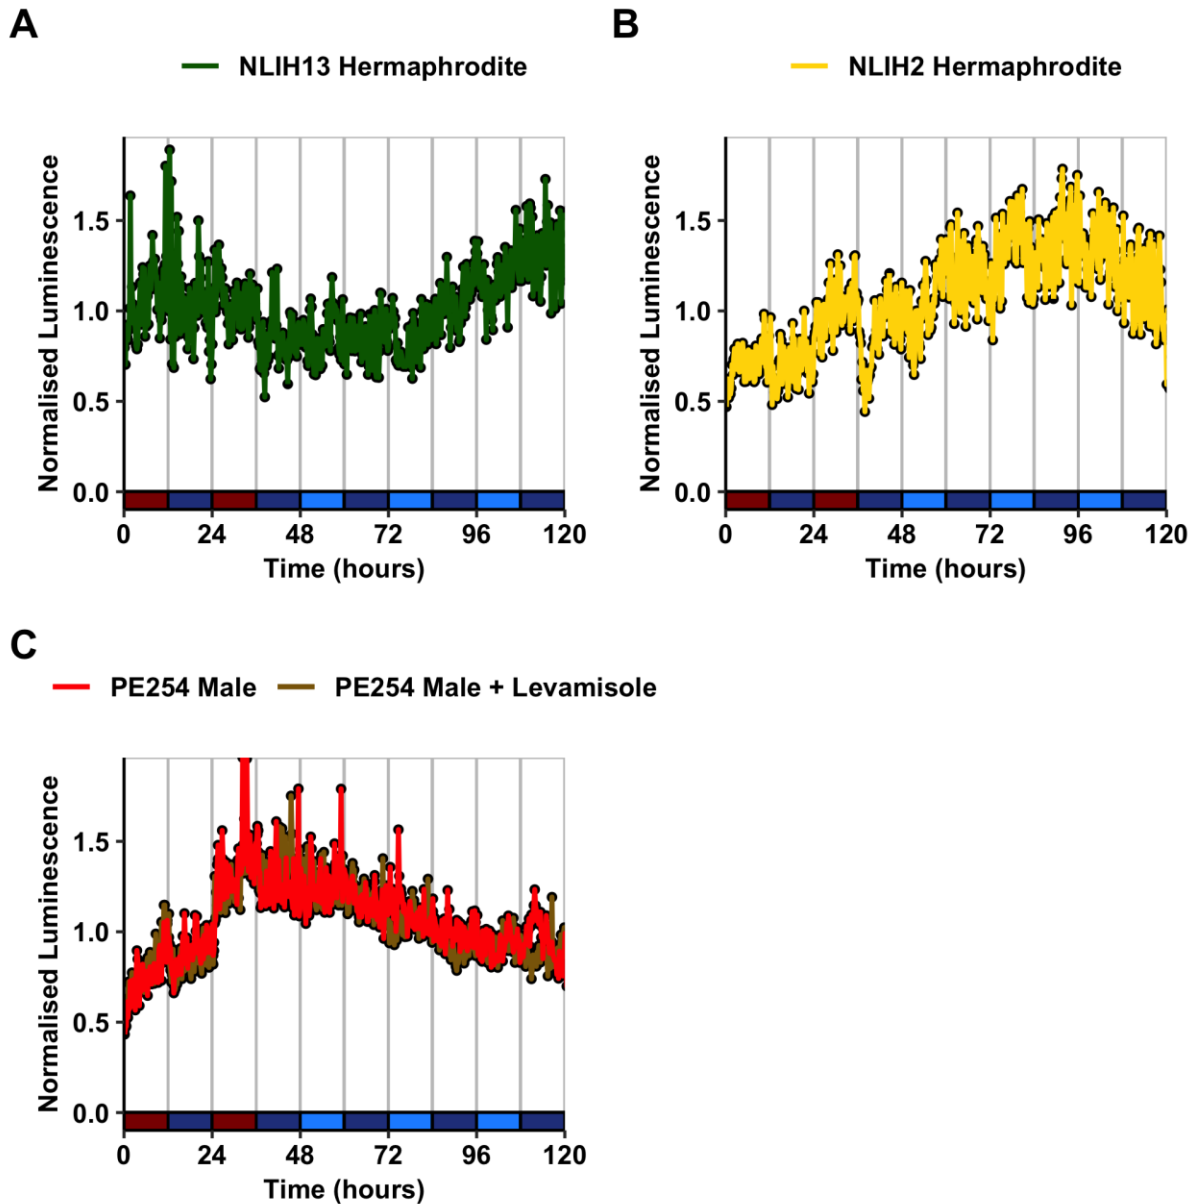 A
NLIH13 Hermaphrodite
Normalised Luminescence
1.5
1.0
0.5
0.0
0 24 48 72 96 120
Time (hours)
B
NLIH2 Hermaphrodite
Normalised Luminescence
1.5
1.0
0.5
0.0
0 24 48 72 96 120
Time (hours)
C
PE254 Male PE254 Male + Levamisole
Normalised Luminescence
1.5
1.0
0.5
0.0
0 24 48 72 96 120
Time (hours)